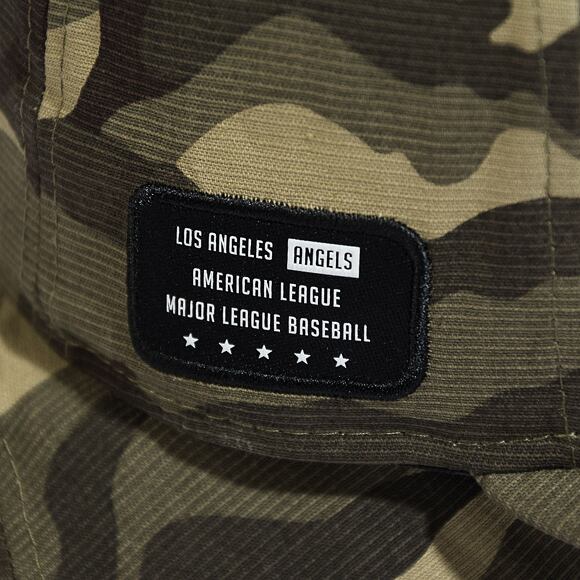 LOS ANGELES ANGELS
AMERICAN LEAGUE
MAJOR LEAGUE BASEBALL